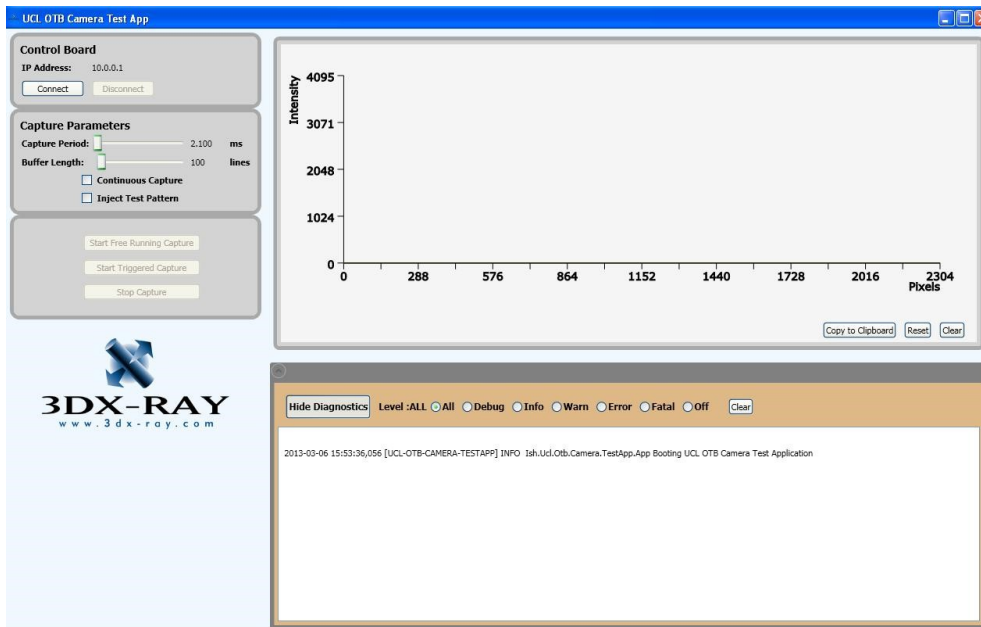 UCL OTB Camera Test App
Control Board
IP Address: 10.0.0.1
Connect Disconnect
Capture Parameters
Capture Period: 2.100 ms
Buffer Length: 100 lines
Continuous Capture
Inject Test Pattern
Start Free Running Capture
Start Triggered Capture
Stop Capture
3DX-RAY
www.3dx-ray.com
Intensity
4095
3071
2048
1024
0
0 288 576 864 1152 1440 1728 2016 2304
Pixels
Copy to Clipboard Reset Clear
Hide Diagnostics Level :ALL All Debug Info Warn Error Fatal Off Clear
2013-03-06 15:53:36,056 [UCL-OTB-CAMERA-TESTAPP] INFO Ish.Ucl.Otb.Camera.TestApp.App Booting UCL OTB Camera Test Application